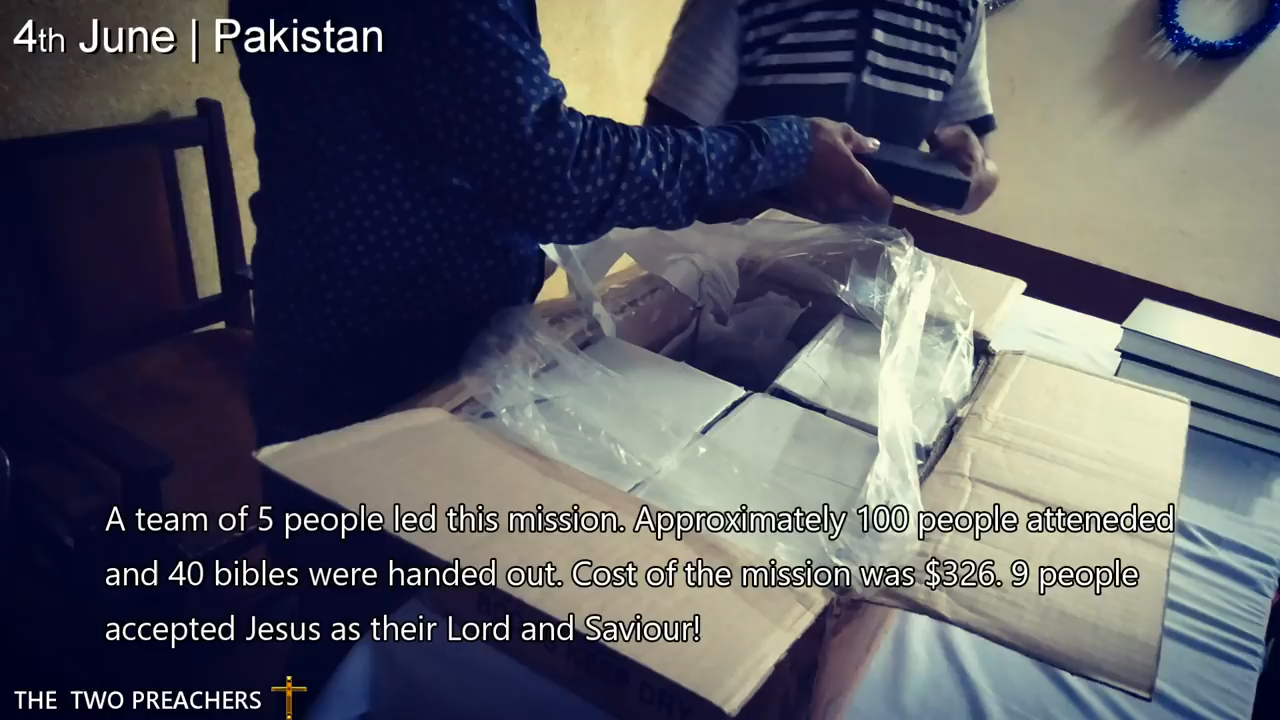 4th June | Pakistan
A team of 5 people led this mission. Approximately 100 people atteneded
and 40 bibles were handed out. Cost of the mission was $326. 9 people
accepted Jesus as their Lord and Saviour!
THE TWO PREACHERS